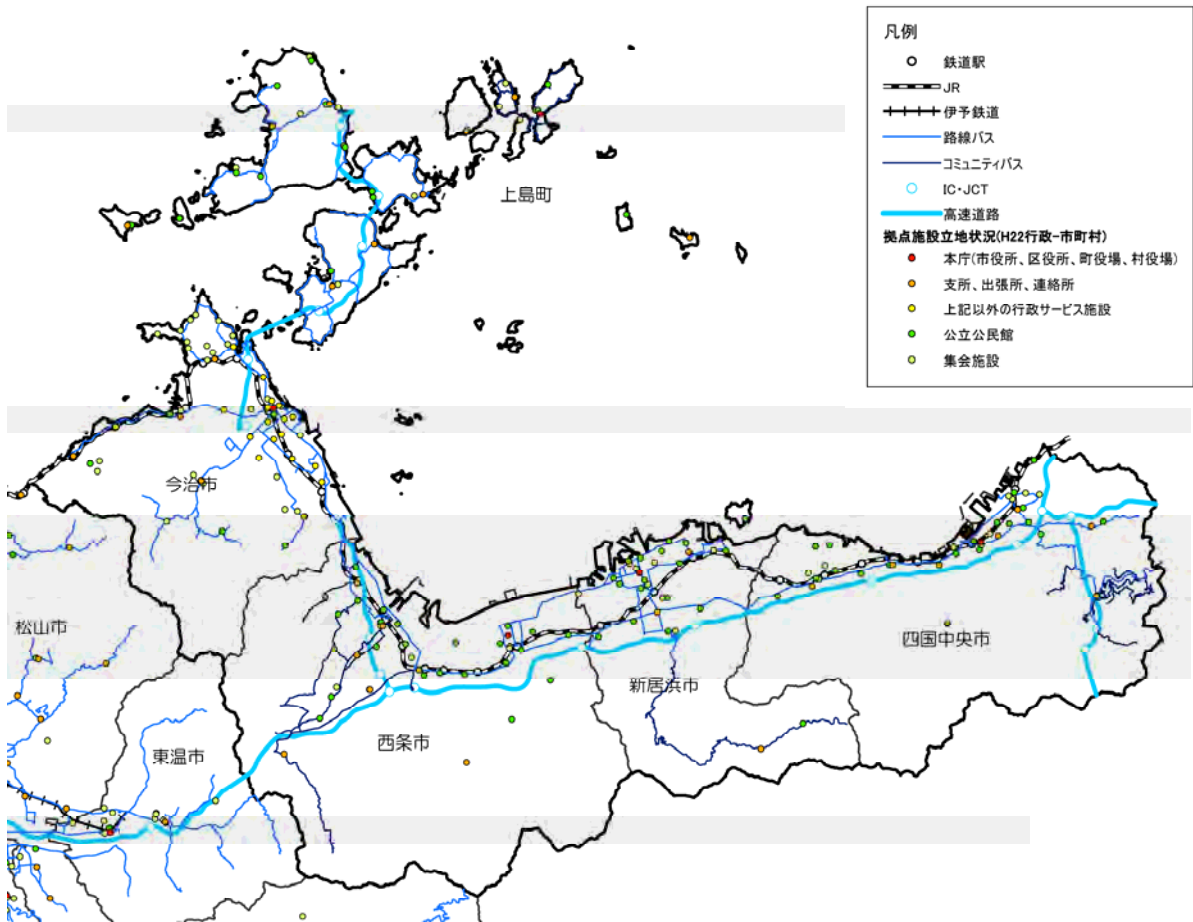 凡例
鉄道駅
JR
伊予鉄道
路線バス
コミュニティバス
IC・JCT
高速道路
拠点施設立地状況(H22行政-市町村)
本庁(市役所、区役所、町役場、村役場)
支所、出張所、連絡所
上記以外の行政サービス施設
公立公民館
集会施設
上島町
今治市
松山市
四国中央市
新居浜市
西条市
東温市